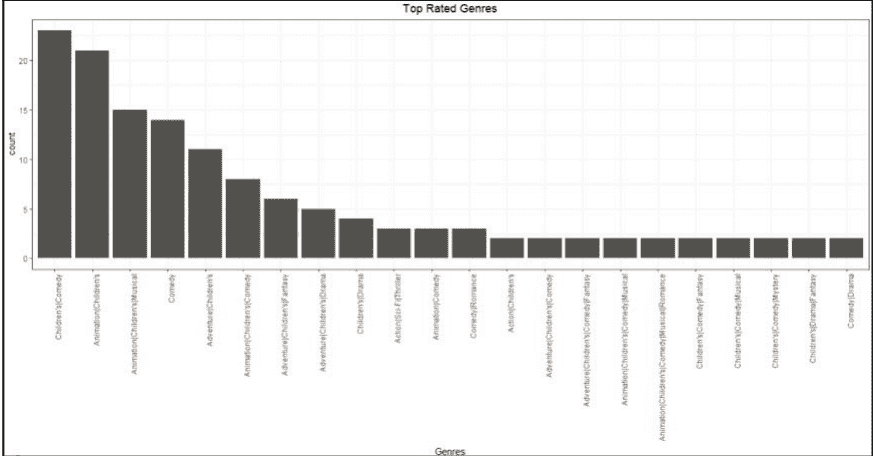 Top Rated Genres
count
20
15
10
5
0
Children's|Comedy
Animation|Children's
Animation|Children's|Musical
Comedy
Adventure|Children's
Animation|Children's|Comedy
Adventure|Children's|Fantasy
Adventure|Children's|Drama
Children's|Drama
Action|Sci-Fi|Thriller
Animation|Comedy
Comedy|Romance
Action|Children's
Adventure|Children's|Comedy
Adventure|Children's|Comedy|Fantasy
Animation|Children's|Comedy|Musical
Animation|Children's|Comedy|Musical|Romance
Children's|Comedy|Fantasy
Children's|Comedy|Musical
Children's|Comedy|Mystery
Children's|Drama|Fantasy
Comedy|Drama
Genres